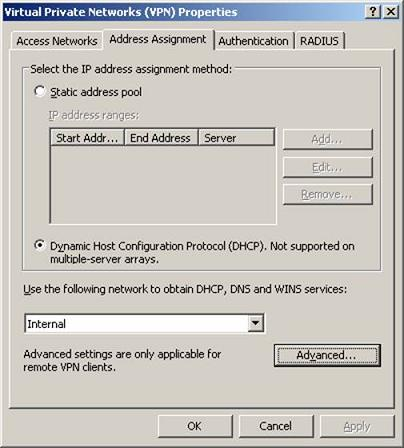 Virtual Private Networks (VPN) Properties
Access Networks Address Assignment Authentication RADIUS
Select the IP address assignment method:
Static address pool
IP address ranges:
Start Addr... End Address Server
Add...
Edit...
Remove...
Dynamic Host Configuration Protocol (DHCP). Not supported on
multiple-server arrays.
Use the following network to obtain DHCP, DNS and WINS services:
Internal
Advanced settings are only applicable for
remote VPN clients.
Advanced...
OK Cancel Apply